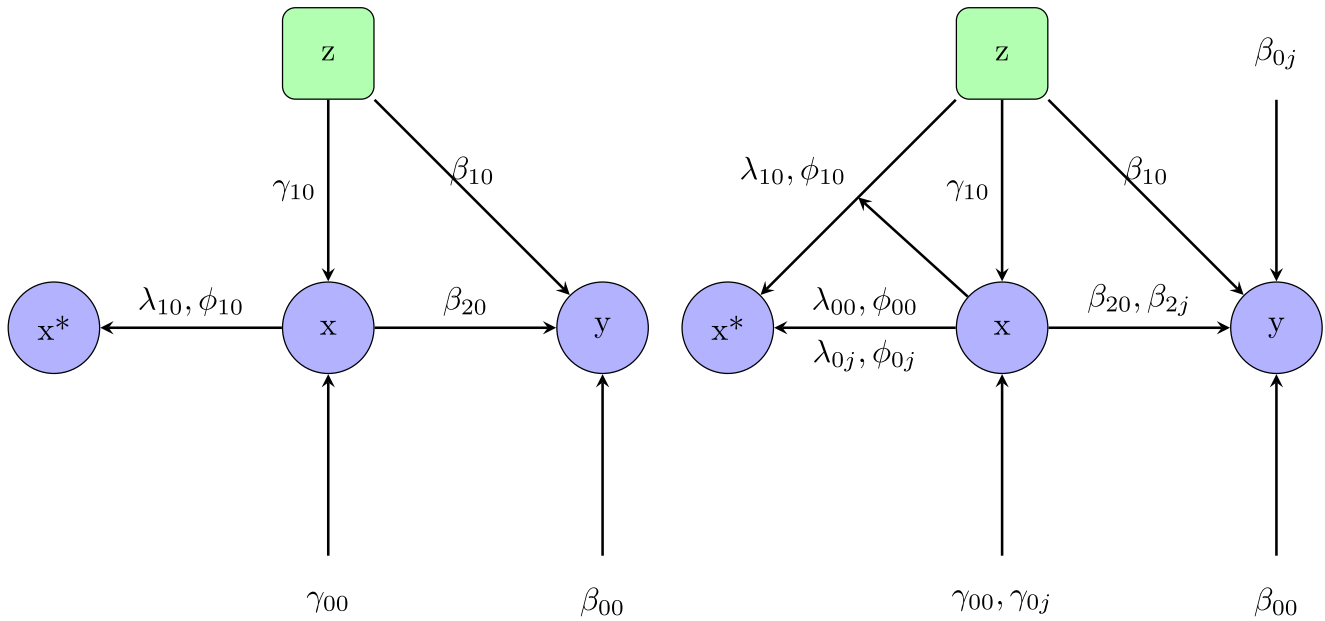 z
γ10
β10
x*
λ10, ϕ10
x
β20
y
γ00
β00
z
β0j
λ10, ϕ10
γ10
β10
x*
λ00, ϕ00
λ0j, ϕ0j
x
β20, β2j
y
γ00, γ0j
β00